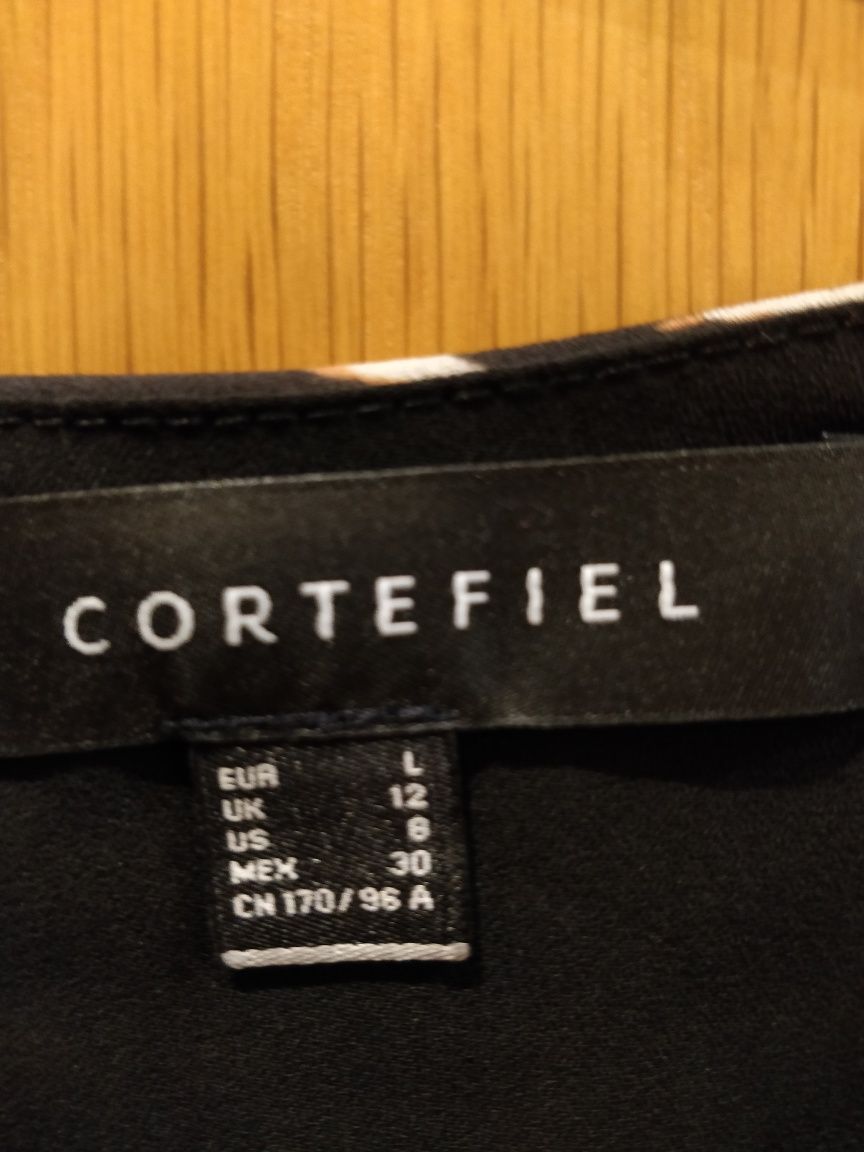 CORTEFIEL
EUR L
UK 12
US 8
MEX 30
CN 170/96 A